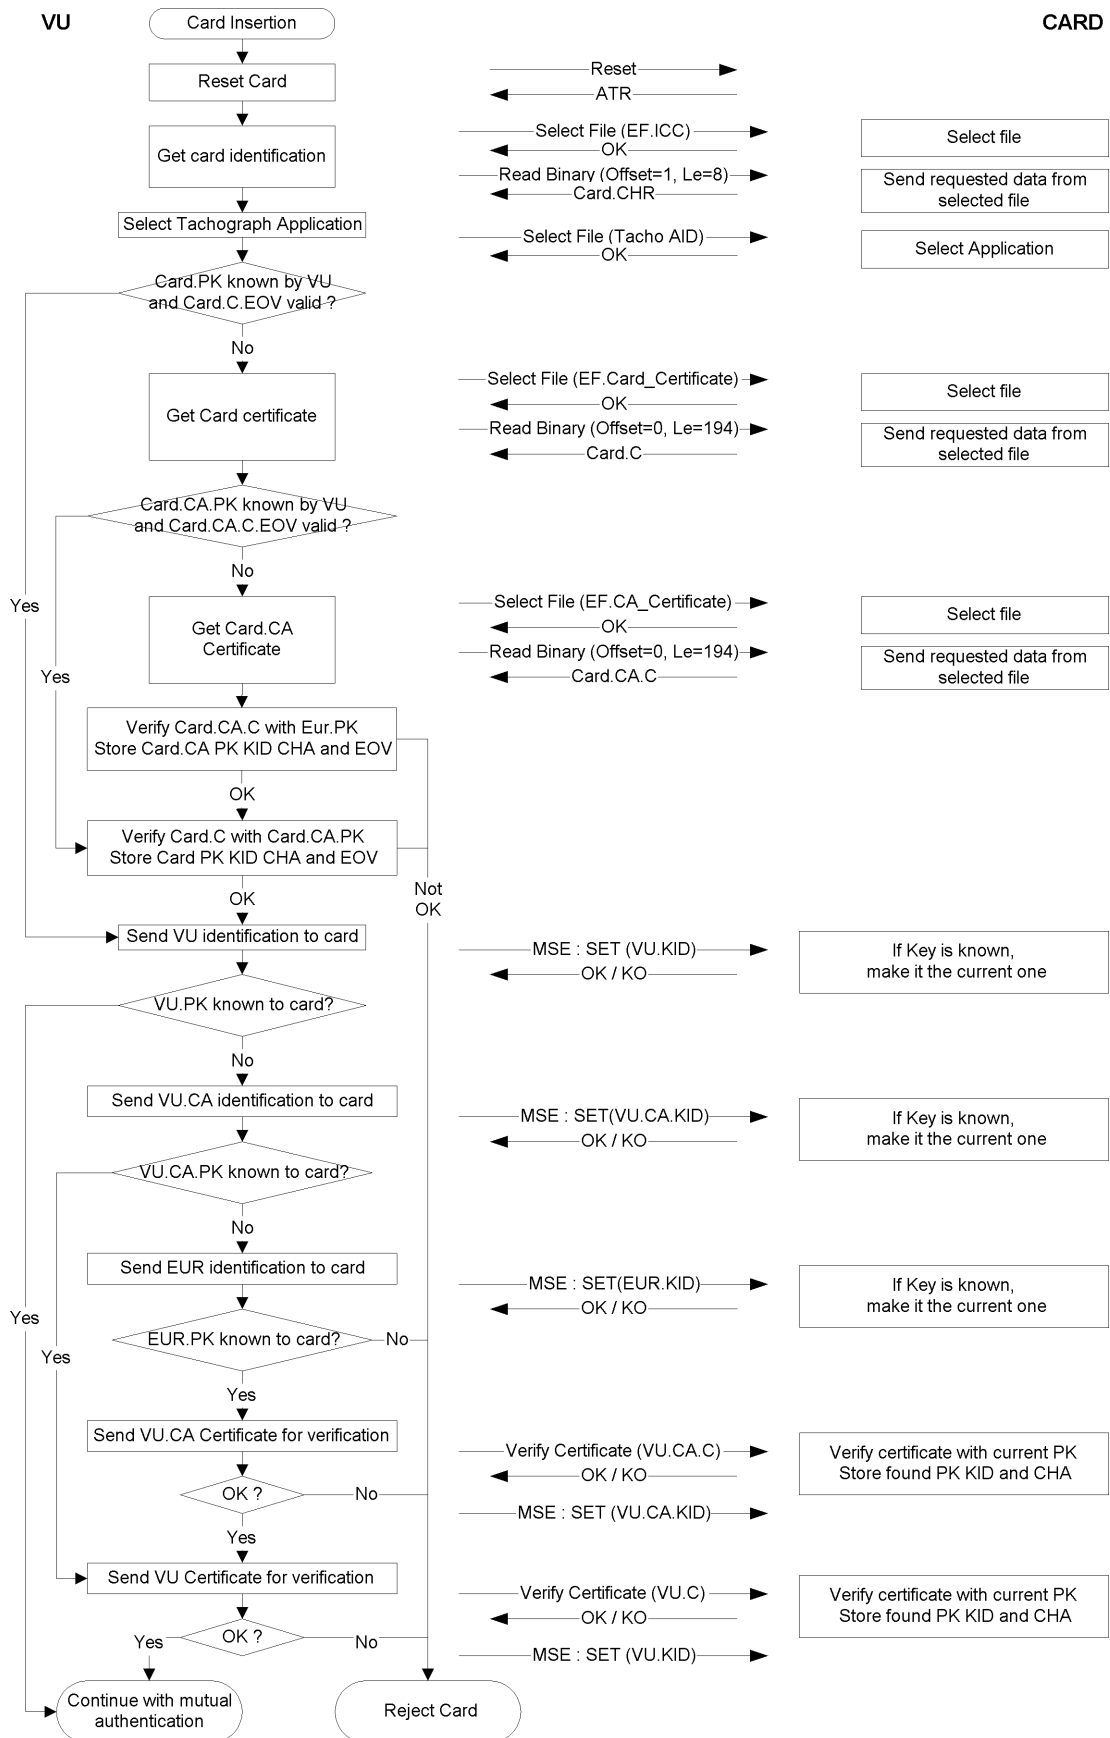 VU
Card Insertion
CARD
Reset Card
Reset
ATR
Get card identification
Select File (EF.ICC)
OK
Select file
Read Binary (Offset=1, Le=8)
Card.CHR
Send requested data from
selected file
Select Tachograph Application
Select File (Tacho AID)
OK
Select Application
Card.PK known by VU
and Card.C.EOV valid ?
No
Get Card certificate
Select File (EF.Card_Certificate)
OK
Select file
Read Binary (Offset=0, Le=194)
Card.C
Send requested data from
selected file
Card.CA.PK known by VU
and Card.CA.C.EOV valid ?
No
Yes
Get Card.CA
Certificate
Select File (EF.CA_Certificate)
OK
Select file
Yes
Read Binary (Offset=0, Le=194)
Card.CA.C
Send requested data from
selected file
Verify Card.CA.C with Eur.PK
Store Card.CA PK KID CHA and EOV
OK
Verify Card.C with Card.CA.PK
Store Card PK KID CHA and EOV
Not
OK
OK
Send VU identification to card
MSE : SET (VU.KID)
OK / KO
If Key is known,
make it the current one
VU.PK known to card?
No
Send VU.CA identification to card
MSE : SET(VU.CA.KID)
OK / KO
If Key is known,
make it the current one
VU.CA.PK known to card?
No
Send EUR identification to card
MSE : SET(EUR.KID)
OK / KO
If Key is known,
make it the current one
Yes
EUR.PK known to card?
No
Yes
Yes
Send VU.CA Certificate for verification
Verify Certificate (VU.CA.C)
OK / KO
Verify certificate with current PK
Store found PK KID and CHA
OK ?
No
MSE : SET (VU.CA.KID)
Yes
Send VU Certificate for verification
Verify Certificate (VU.C)
OK / KO
Verify certificate with current PK
Store found PK KID and CHA
Yes
OK ?
No
MSE : SET (VU.KID)
Continue with mutual
authentication
Reject Card